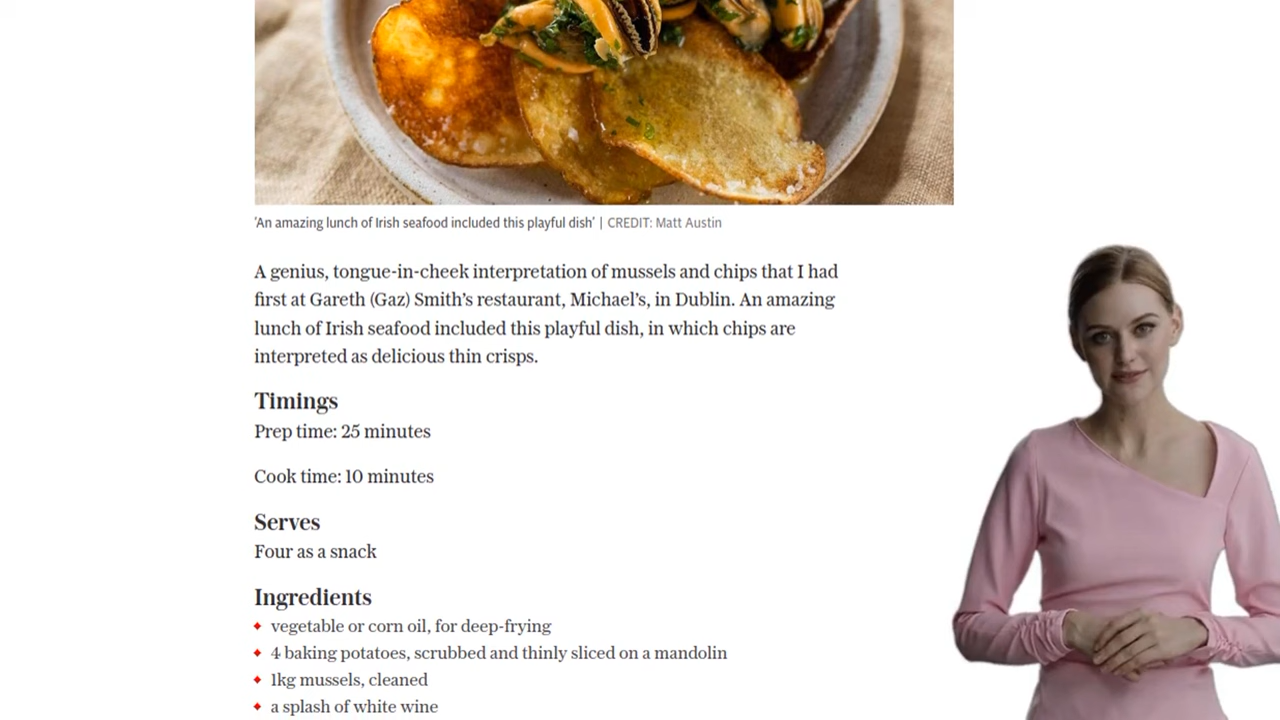 'An amazing lunch of Irish seafood included this playful dish' | CREDIT: Matt Austin
A genius, tongue-in-cheek interpretation of mussels and chips that I had
first at Gareth (Gaz) Smith's restaurant, Michael's, in Dublin. An amazing
lunch of Irish seafood included this playful dish, in which chips are
interpreted as delicious thin crisps.
Timings
Prep time: 25 minutes
Cook time: 10 minutes
Serves
Four as a snack
Ingredients
vegetable or corn oil, for deep-frying
4 baking potatoes, scrubbed and thinly sliced on a mandolin
1kg mussels, cleaned
a splash of white wine